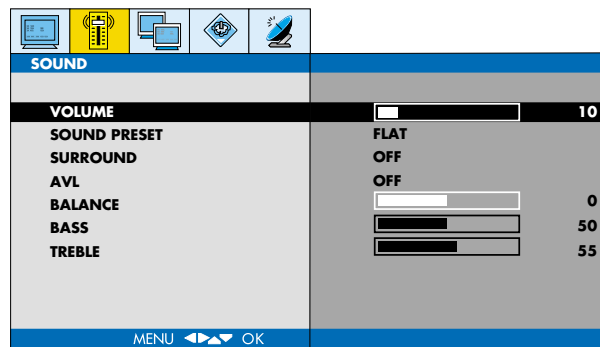 SOUND
VOLUME 10
SOUND PRESET FLAT
SURROUND OFF
AVL OFF
BALANCE 0
BASS 50
TREBLE 55
MENU ◀▶▲▼ OK